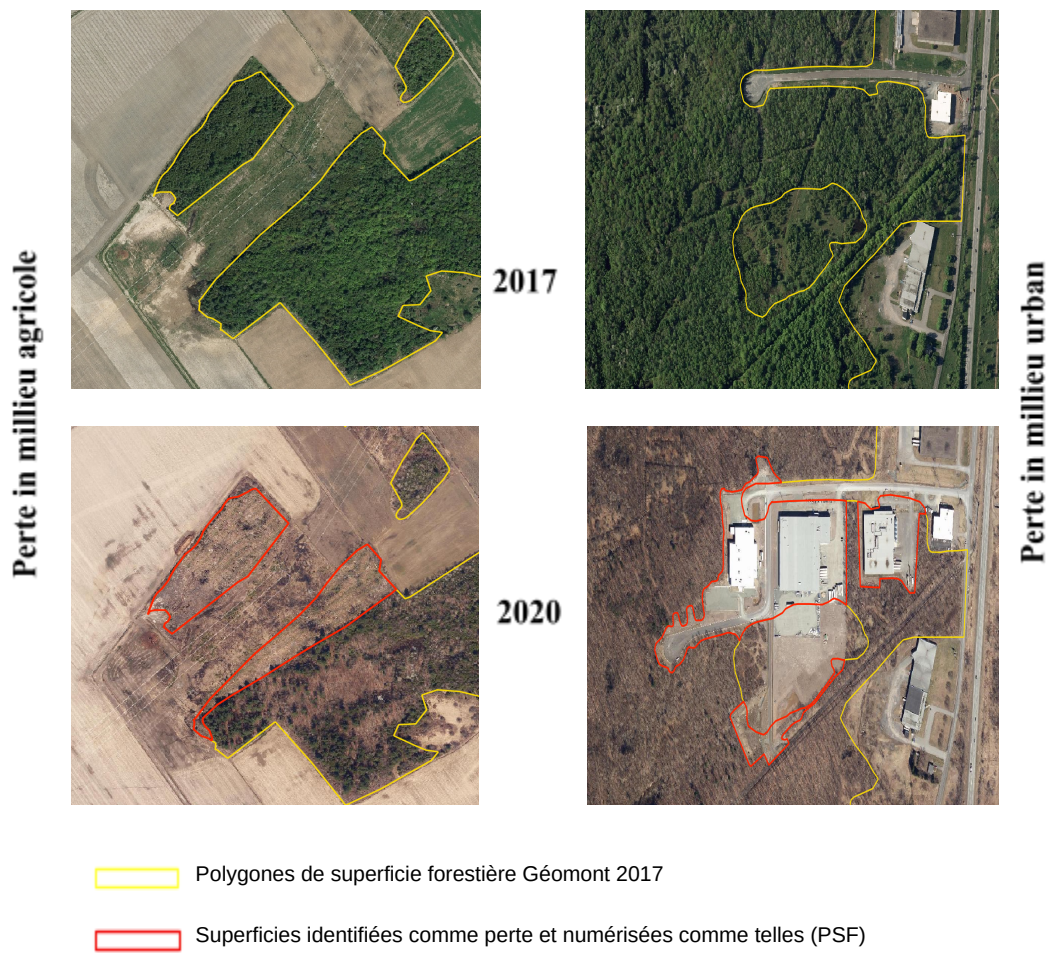 Perte in millieu agricole
2017
Perte in millieu urban
2020
Polygones de superficie forestière Géomont 2017
Superficies identifiées comme perte et numérisées comme telles (PSF)